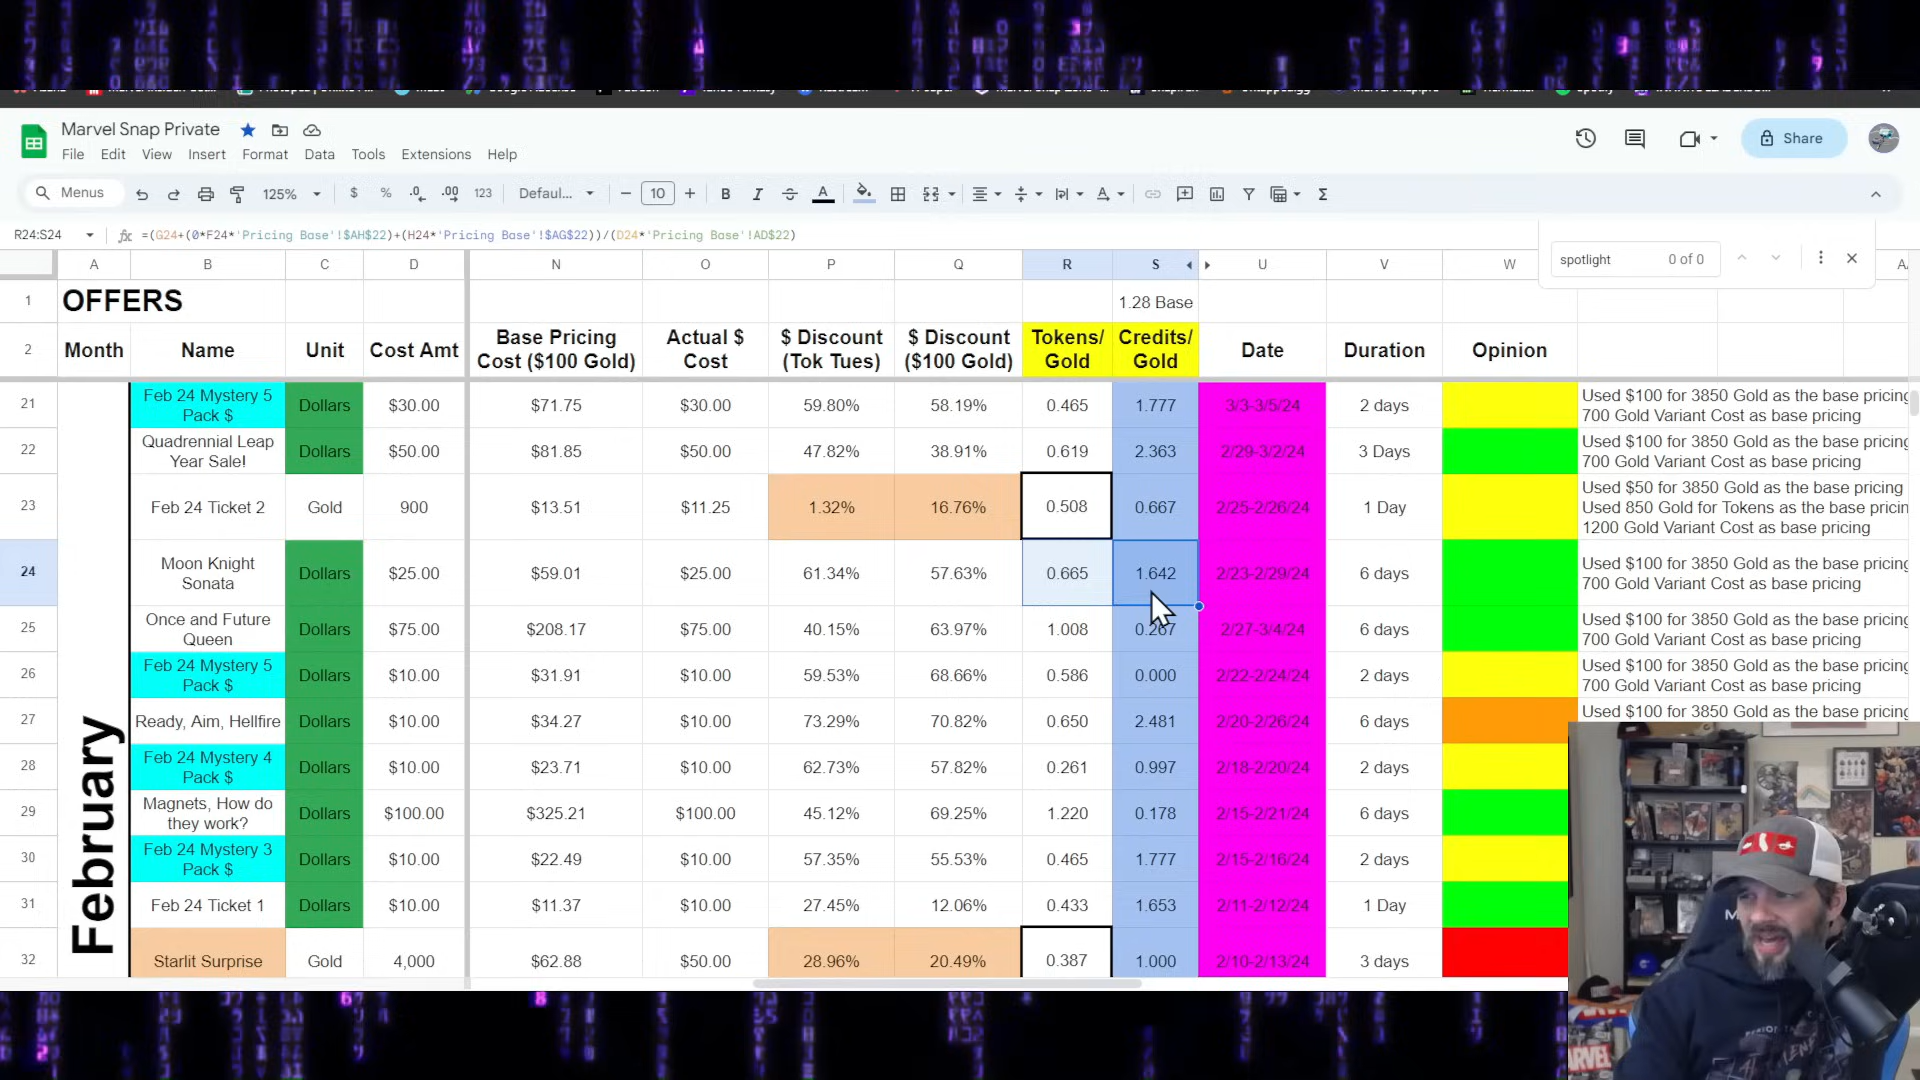 Marvel Snap Private
File Edit View Insert Format Data Tools Extensions Help
Share
Menus 125% $ % .0 .00 123 Defaul... 10 B I A
R24:S24 =(G24+(0*F24*'Pricing Base'!$AH$22)+(H24*'Pricing Base'!$AG$22))/(D24*'Pricing Base'!AD$22)
spotlight 0 of 0
A B C D N O P Q R S U V W
1 OFFERS 1.28 Base
2 Month Name Unit Cost Amt Base Pricing Cost ($100 Gold) Actual $ Cost $ Discount (Tok Tues) $ Discount ($100 Gold) Tokens/ Gold Credits/ Gold Date Duration Opinion
February
21 Feb 24 Mystery 5 Pack $ Dollars $30.00 $71.75 $30.00 59.80% 58.19% 0.465 1.777 3/3-3/5/24 2 days Used $100 for 3850 Gold as the base pricing
700 Gold Variant Cost as base pricing
22 Quadrennial Leap Year Sale! Dollars $50.00 $81.85 $50.00 47.82% 38.91% 0.619 2.363 2/29-3/2/24 3 Days Used $100 for 3850 Gold as the base pricing
700 Gold Variant Cost as base pricing
23 Feb 24 Ticket 2 Gold 900 $13.51 $11.25 1.32% 16.76% 0.508 0.667 2/25-2/26/24 1 Day Used $50 for 3850 Gold as the base pricing
Used 850 Gold for Tokens as the base pricin
1200 Gold Variant Cost as base pricing
24 Moon Knight Sonata Dollars $25.00 $59.01 $25.00 61.34% 57.63% 0.665 1.642 2/23-2/29/24 6 days Used $100 for 3850 Gold as the base pricing
700 Gold Variant Cost as base pricing
25 Once and Future Queen Dollars $75.00 $208.17 $75.00 40.15% 63.97% 1.008 0.267 2/27-3/4/24 6 days Used $100 for 3850 Gold as the base pricing
700 Gold Variant Cost as base pricing
26 Feb 24 Mystery 5 Pack $ Dollars $10.00 $31.91 $10.00 59.53% 68.66% 0.586 0.000 2/22-2/24/24 2 days Used $100 for 3850 Gold as the base pricing
700 Gold Variant Cost as base pricing
27 Ready, Aim, Hellfire Dollars $10.00 $34.27 $10.00 73.29% 70.82% 0.650 2.481 2/20-2/26/24 6 days Used $100 for 3850 Gold as the base pricing
28 Feb 24 Mystery 4 Pack $ Dollars $10.00 $23.71 $10.00 62.73% 57.82% 0.261 0.997 2/18-2/20/24 2 days
29 Magnets, How do they work? Dollars $100.00 $325.21 $100.00 45.12% 69.25% 1.220 0.178 2/15-2/21/24 6 days
30 Feb 24 Mystery 3 Pack $ Dollars $10.00 $22.49 $10.00 57.35% 55.53% 0.465 1.777 2/15-2/16/24 2 days
31 Feb 24 Ticket 1 Dollars $10.00 $11.37 $10.00 27.45% 12.06% 0.433 1.653 2/11-2/12/24 1 Day
32 Starlit Surprise Gold 4,000 $62.88 $50.00 28.96% 20.49% 0.387 1.000 2/10-2/13/24 3 days
MARVEL